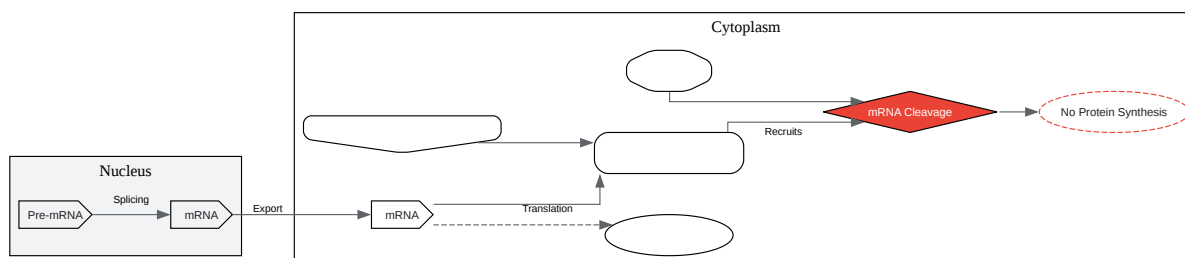 Cytoplasm
mRNA Cleavage
No Protein Synthesis
Recruits
Nucleus
Splicing
Pre-mRNA
mRNA
Export
mRNA
Translation